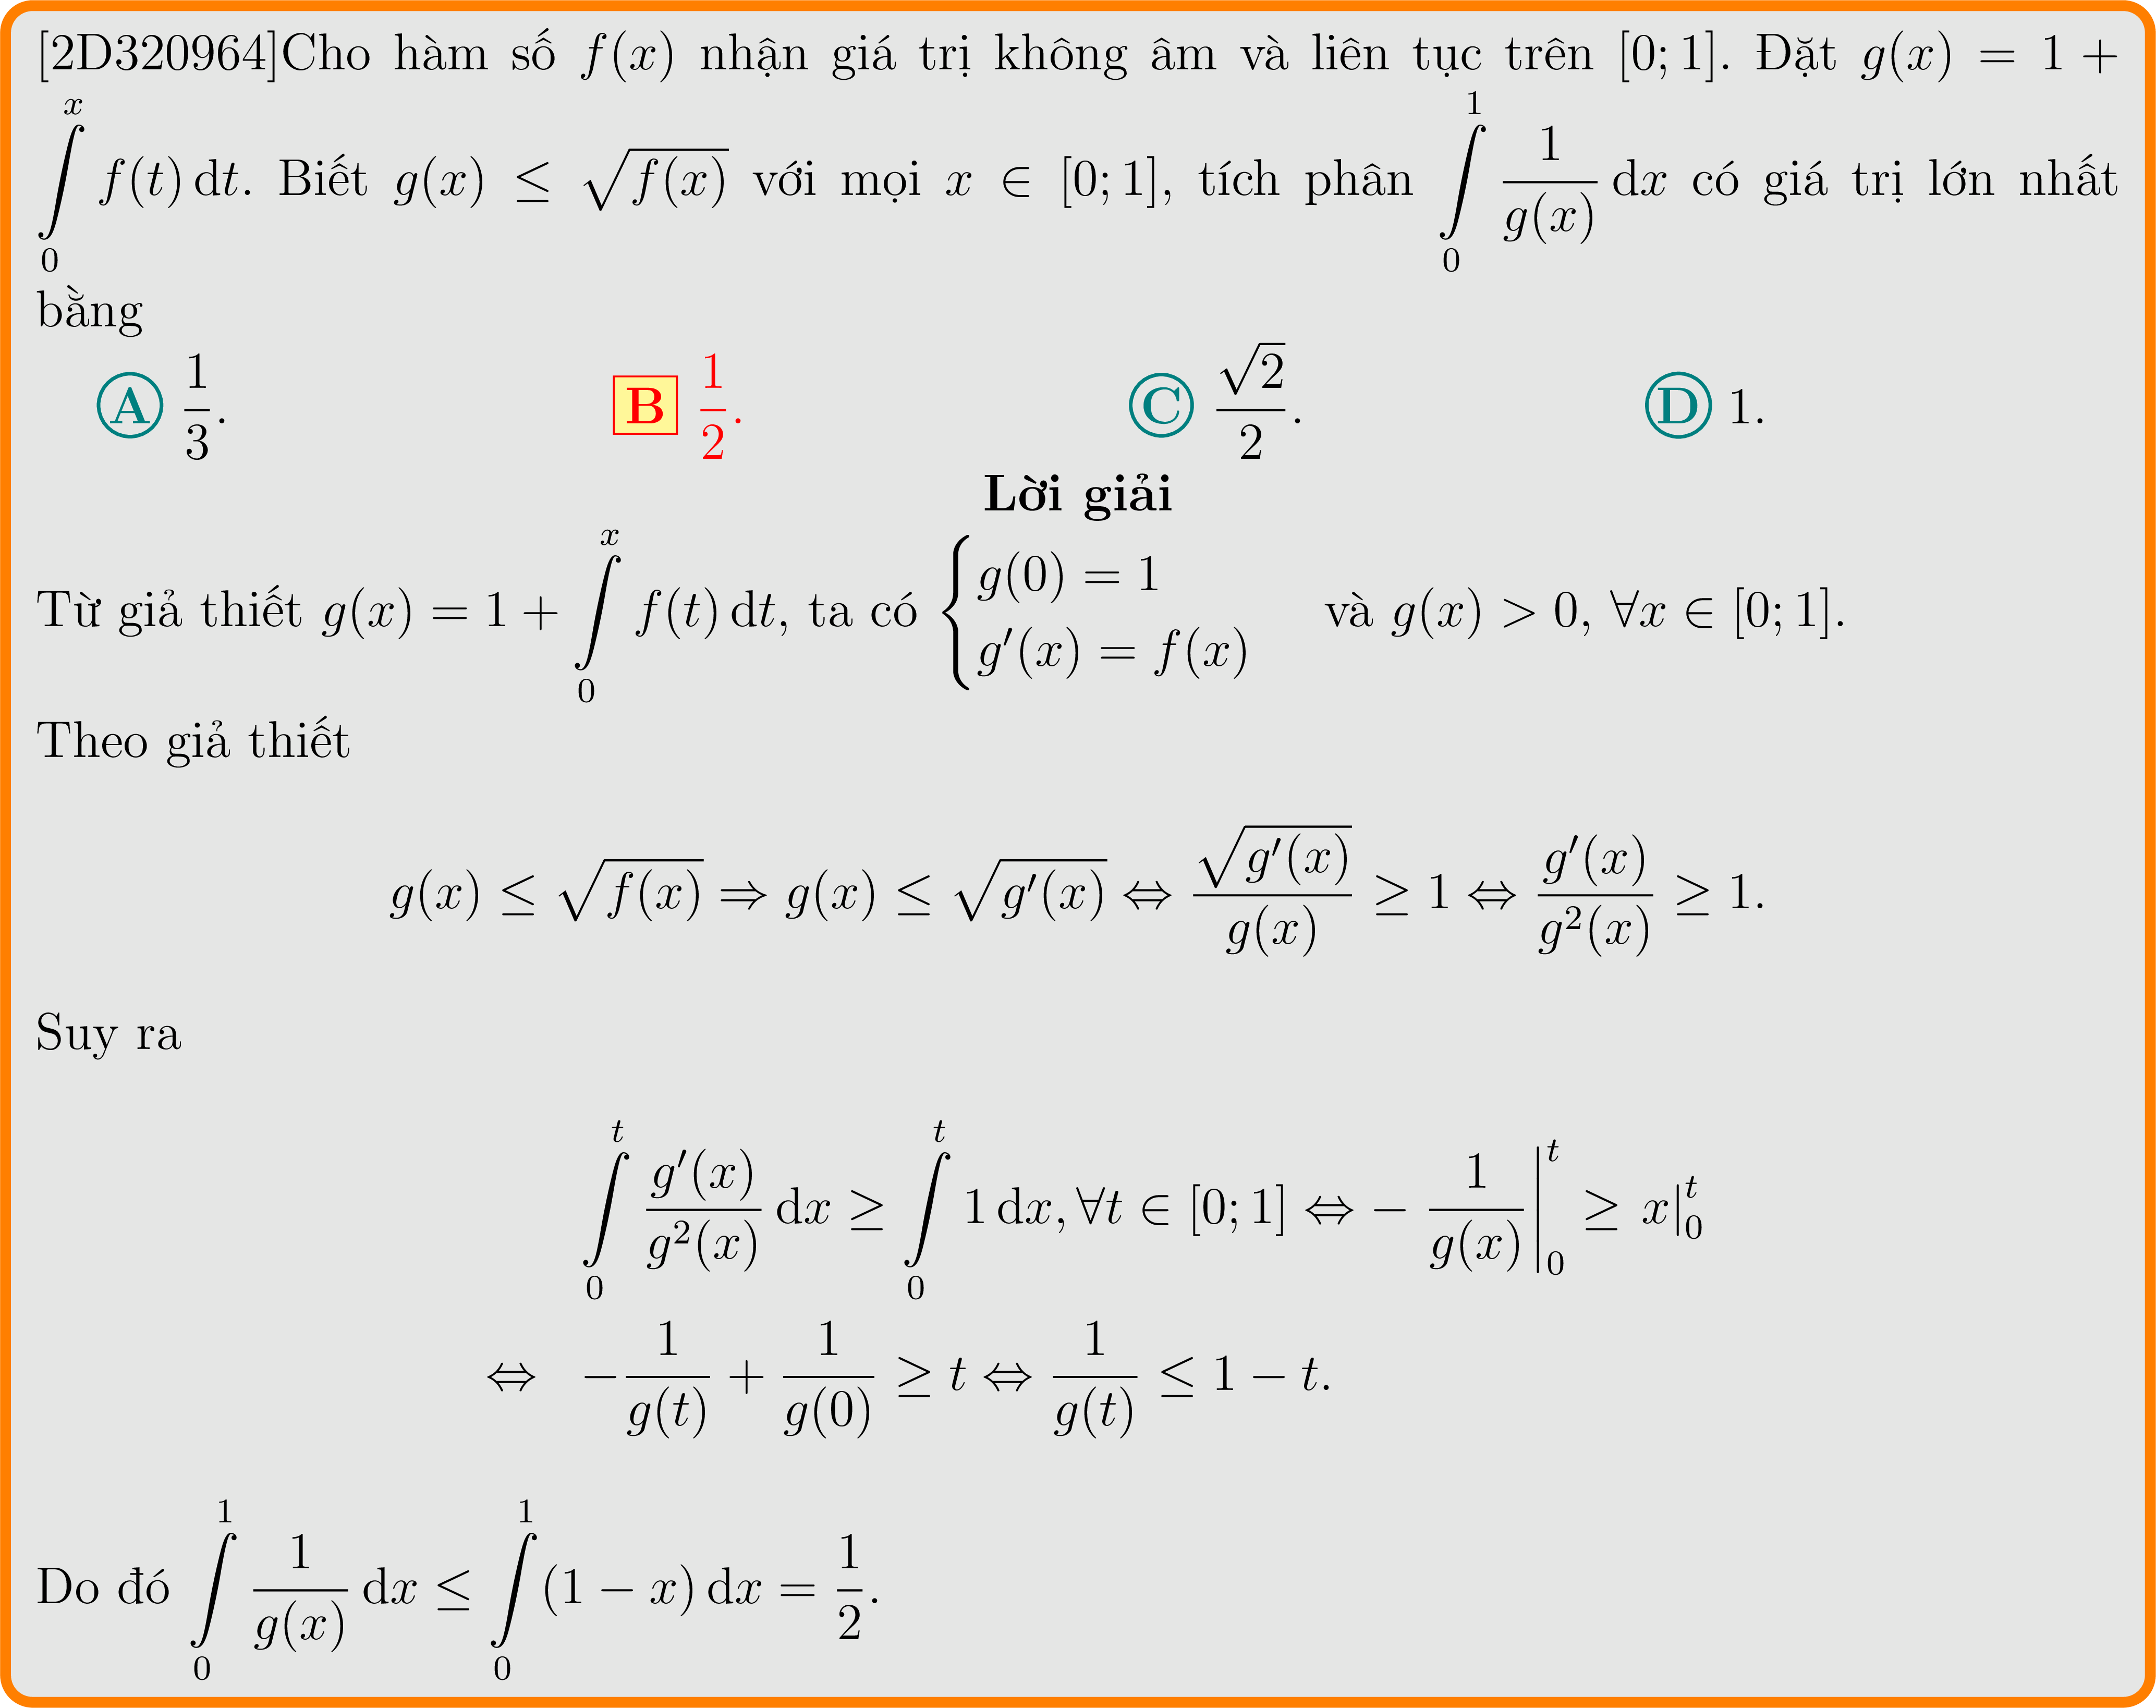 [2D320964]Cho hàm số $f(x)$ nhận giá trị không âm và liên tục trên $[0; 1]$. Đặt $g(x) = 1 +$
$\int\limits_0^x f(t)\,\mathrm{d}t$. Biết $g(x) \le \sqrt{f(x)}$ với mọi $x \in [0; 1]$, tích phân $\int\limits_0^1 \frac{1}{g(x)}\,\mathrm{d}x$ có giá trị lớn nhất
bằng
A $\frac{1}{3}$. B $\frac{1}{2}$. C $\frac{\sqrt{2}}{2}$. D $1$.
Lời giải
Từ giả thiết $g(x) = 1 + \int\limits_0^x f(t)\,\mathrm{d}t$, ta có $\begin{cases} g(0) = 1 \\ g'(x) = f(x) \end{cases}$ và $g(x) > 0, \forall x \in [0; 1]$.
Theo giả thiết
$g(x) \le \sqrt{f(x)} \Rightarrow g(x) \le \sqrt{g'(x)} \Leftrightarrow \frac{\sqrt{g'(x)}}{g(x)} \ge 1 \Leftrightarrow \frac{g'(x)}{g^2(x)} \ge 1.$
Suy ra
$\int\limits_0^t \frac{g'(x)}{g^2(x)}\,\mathrm{d}x \ge \int\limits_0^t 1\,\mathrm{d}x, \forall t \in [0; 1] \Leftrightarrow -\left.\frac{1}{g(x)}\right|_0^t \ge x|_0^t$
$\Leftrightarrow -\frac{1}{g(t)} + \frac{1}{g(0)} \ge t \Leftrightarrow \frac{1}{g(t)} \le 1 - t.$
Do đó $\int\limits_0^1 \frac{1}{g(x)}\,\mathrm{d}x \le \int\limits_0^1 (1 - x)\,\mathrm{d}x = \frac{1}{2}$.